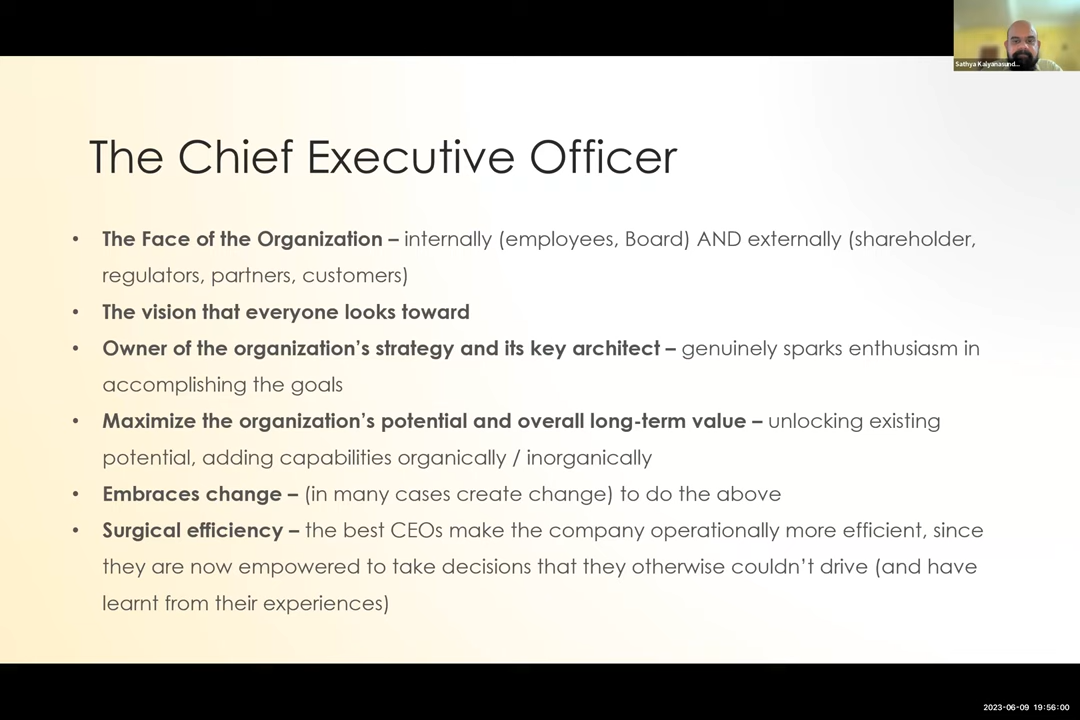 Sathya Kalyanasund...
The Chief Executive Officer
• The Face of the Organization – internally (employees, Board) AND externally (shareholder,
regulators, partners, customers)
• The vision that everyone looks toward
• Owner of the organization’s strategy and its key architect – genuinely sparks enthusiasm in
accomplishing the goals
• Maximize the organization’s potential and overall long-term value – unlocking existing
potential, adding capabilities organically / inorganically
• Embraces change – (in many cases create change) to do the above
• Surgical efficiency – the best CEOs make the company operationally more efficient, since
they are now empowered to take decisions that they otherwise couldn’t drive (and have
learnt from their experiences)
2023-06-09 19:56:00